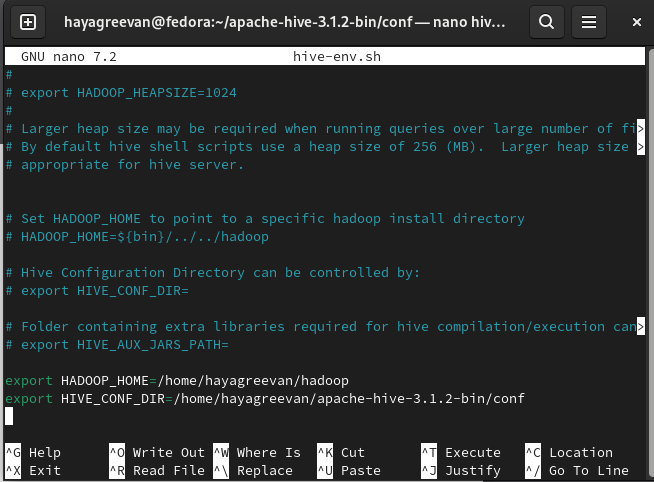 hayagreevan@fedora:~/apache-hive-3.1.2-bin/conf — nano hiv...
GNU nano 7.2 hive-env.sh
#
# export HADOOP_HEAPSIZE=1024
#
# Larger heap size may be required when running queries over large number of fi>
# By default hive shell scripts use a heap size of 256 (MB).  Larger heap size >
# appropriate for hive server.
# Set HADOOP_HOME to point to a specific hadoop install directory
# HADOOP_HOME=${bin}/../../hadoop
# Hive Configuration Directory can be controlled by:
# export HIVE_CONF_DIR=
# Folder containing extra libraries required for hive compilation/execution can>
# export HIVE_AUX_JARS_PATH=
export HADOOP_HOME=/home/hayagreevan/hadoop
export HIVE_CONF_DIR=/home/hayagreevan/apache-hive-3.1.2-bin/conf
^G Help ^O Write Out ^W Where Is ^K Cut ^T Execute ^C Location
^X Exit ^R Read File ^\ Replace ^U Paste ^J Justify ^/ Go To Line